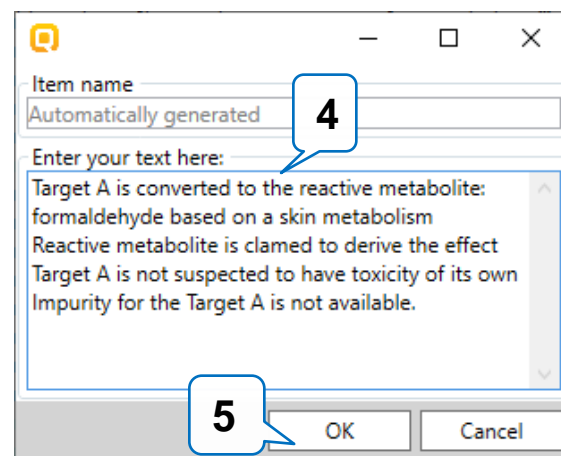 Item name
Automatically generated
4
Enter your text here:
Target A is converted to the reactive metabolite:
formaldehyde based on a skin metabolism
Reactive metabolite is clamed to derive the effect
Target A is not suspected to have toxicity of its own
Impurity for the Target A is not available.
5
OK
Cancel